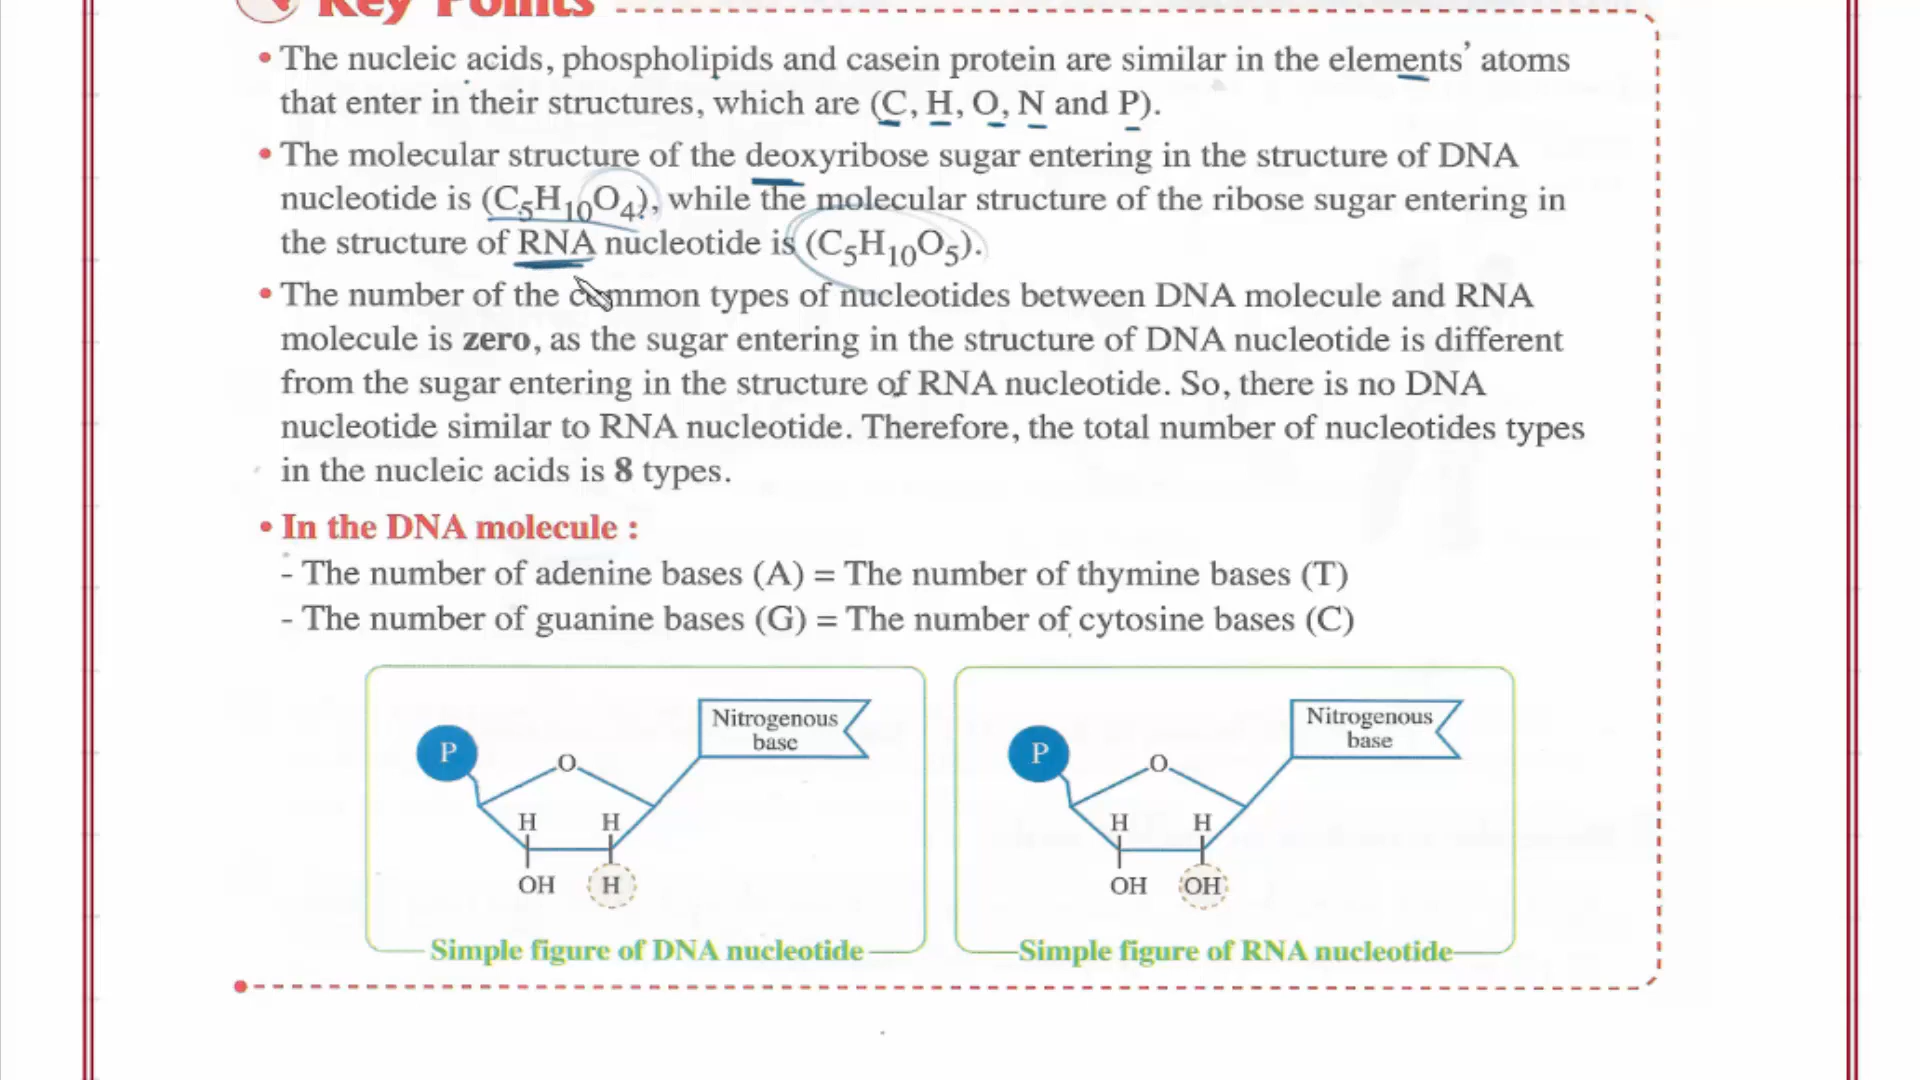 Key Points
• The nucleic acids, phospholipids and casein protein are similar in the elements' atoms
that enter in their structures, which are (C, H, O, N and P).
• The molecular structure of the deoxyribose sugar entering in the structure of DNA
nucleotide is (C₅H₁₀O₄), while the molecular structure of the ribose sugar entering in
the structure of RNA nucleotide is (C₅H₁₀O₅).
• The number of the common types of nucleotides between DNA molecule and RNA
molecule is zero, as the sugar entering in the structure of DNA nucleotide is different
from the sugar entering in the structure of RNA nucleotide. So, there is no DNA
nucleotide similar to RNA nucleotide. Therefore, the total number of nucleotides types
in the nucleic acids is 8 types.
• In the DNA molecule :
- The number of adenine bases (A) = The number of thymine bases (T)
- The number of guanine bases (G) = The number of cytosine bases (C)
Nitrogenous
base
P
O
H H
OH H
Simple figure of DNA nucleotide
Nitrogenous
base
P
O
H H
OH OH
Simple figure of RNA nucleotide